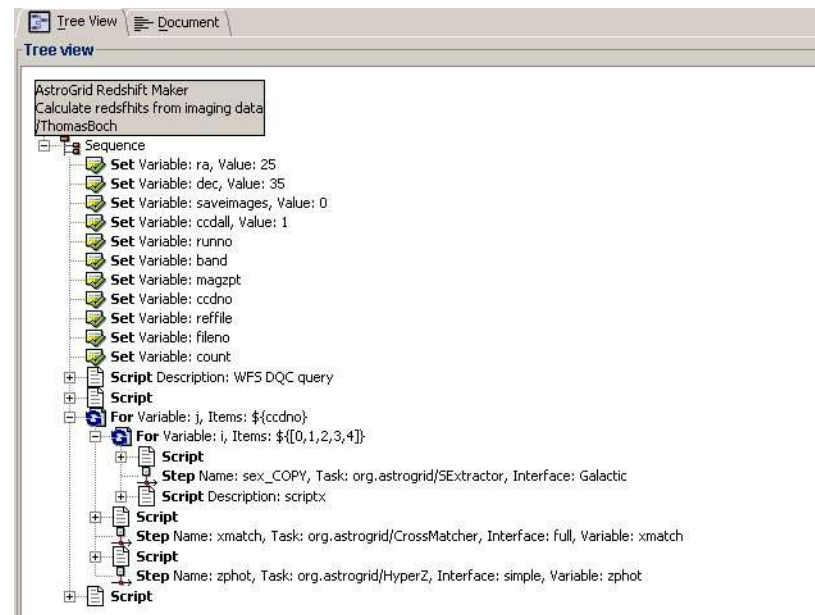 Tree View
Document
Tree view
AstroGrid Redshift Maker
Calculate redsfhits from imaging data
/ThomasBoch
Sequence
Set Variable: ra, Value: 25
Set Variable: dec, Value: 35
Set Variable: saveimages, Value: 0
Set Variable: ccdall, Value: 1
Set Variable: runno
Set Variable: band
Set Variable: magzpt
Set Variable: ccdno
Set Variable: reffile
Set Variable: fileno
Set Variable: count
Script Description: WFS DQC query
Script
For Variable: j, Items: ${ccdno}
For Variable: i, Items: ${[0,1,2,3,4]}
Script
Step Name: sex_COPY, Task: org.astrogrid/SExtractor, Interface: Galactic
Script Description: scriptx
Script
Step Name: xmatch, Task: org.astrogrid/CrossMatcher, Interface: full, Variable: xmatch
Script
Step Name: zphot, Task: org.astrogrid/HyperZ, Interface: simple, Variable: zphot
Script